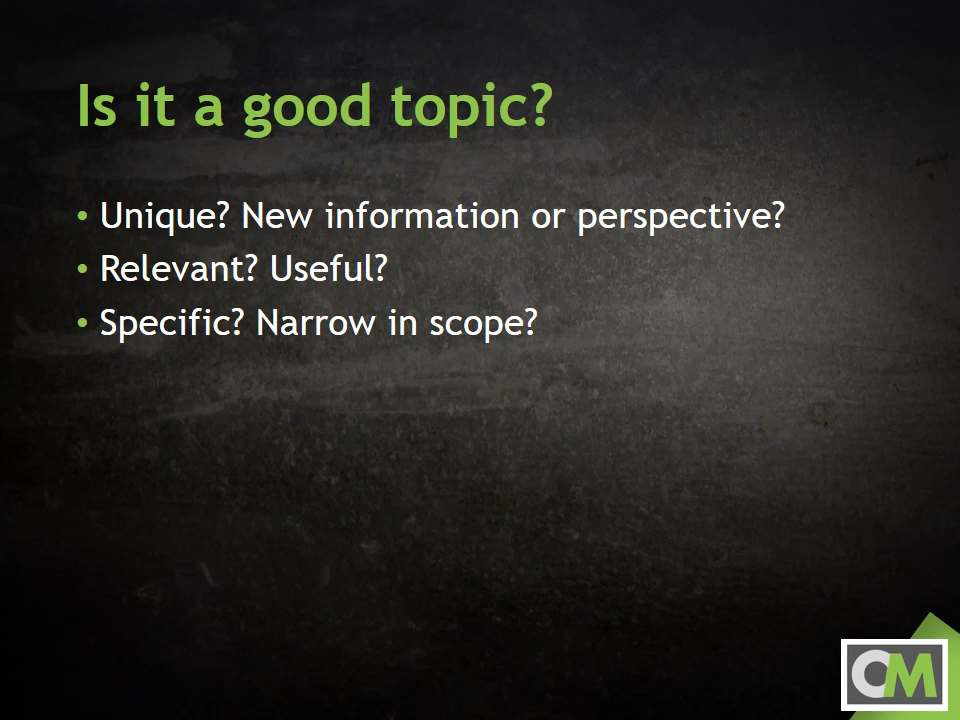 Is it a good topic?
• Unique? New information or perspective?
• Relevant? Useful?
• Specific? Narrow in scope?
CM